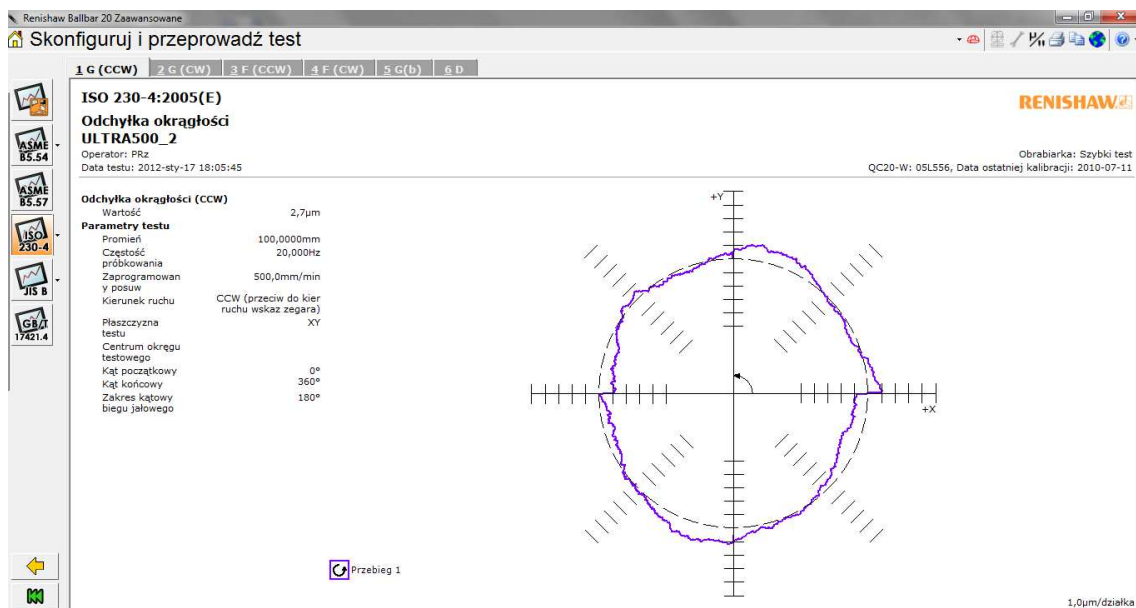 Renishaw Ballbar 20 Zaawansowane
Skonfiguruj i przeprowadź test
1 G (CCW) 2 G (CW) 3 F (CCW) 4 F (CW) 5 G(b) 6 D
ISO 230-4:2005(E)
RENISHAW
Odchyłka okrągłości
ULTRA500_2
Operator: PRz
Obrabiarka: Szybki test
Data testu: 2012-sty-17 18:05:45
QC20-W: 05L556, Data ostatniej kalibracji: 2010-07-11
ASME
B5.54
ASME
B5.57
ISO
230-4
JIS B
GB/T
17421.4
Odchyłka okrągłości (CCW)
Wartość 2,7µm
Parametry testu
Promień 100,0000mm
Częstość
próbkowania 20,000Hz
Zaprogramowan
y posuw 500,0mm/min
Kierunek ruchu CCW (przeciw do kier
ruchu wskaz zegara)
Płaszczyzna
testu XY
Centrum okręgu
testowego
Kąt początkowy 0°
Kąt końcowy 360°
Zakres kątowy
biegu jałowego 180°
+Y
+X
Przebieg 1
1,0µm/działka